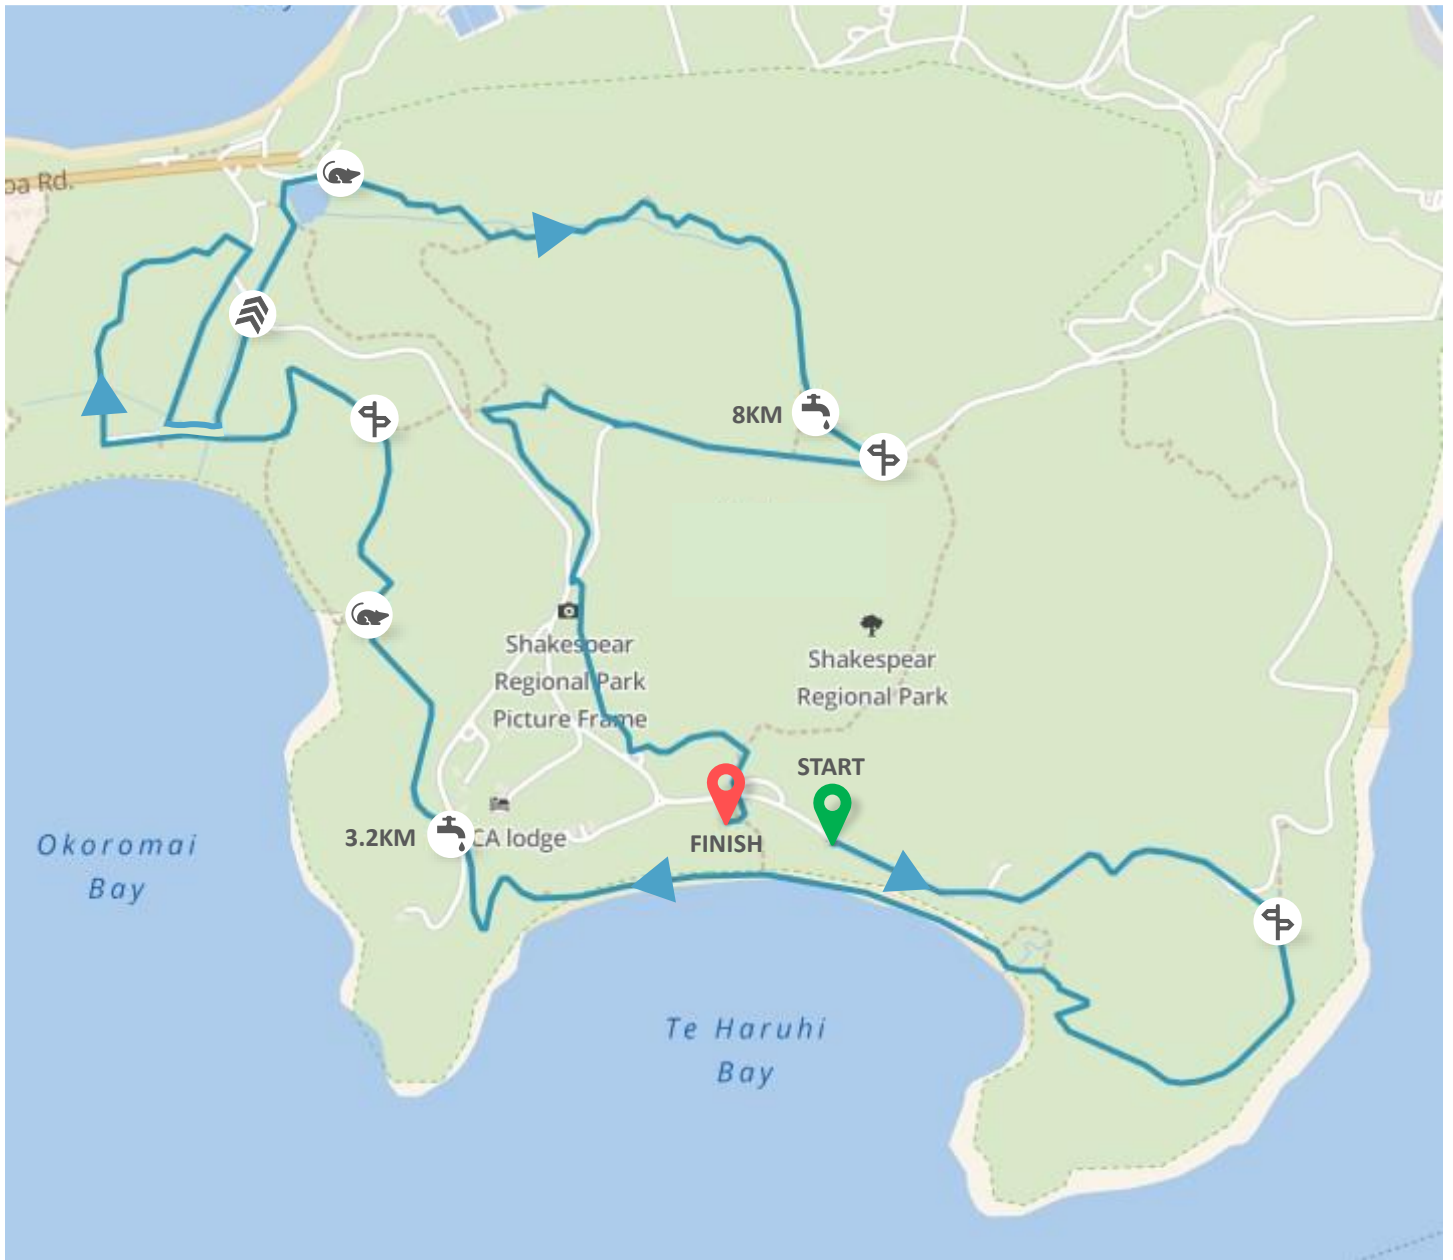 oa Rd.
8KM
Shakespear
Regional Park
Picture Frame
Shakespear
Regional Park
START
3.2KM
CA lodge
FINISH
Okoromai
Bay
Te Haruhi
Bay